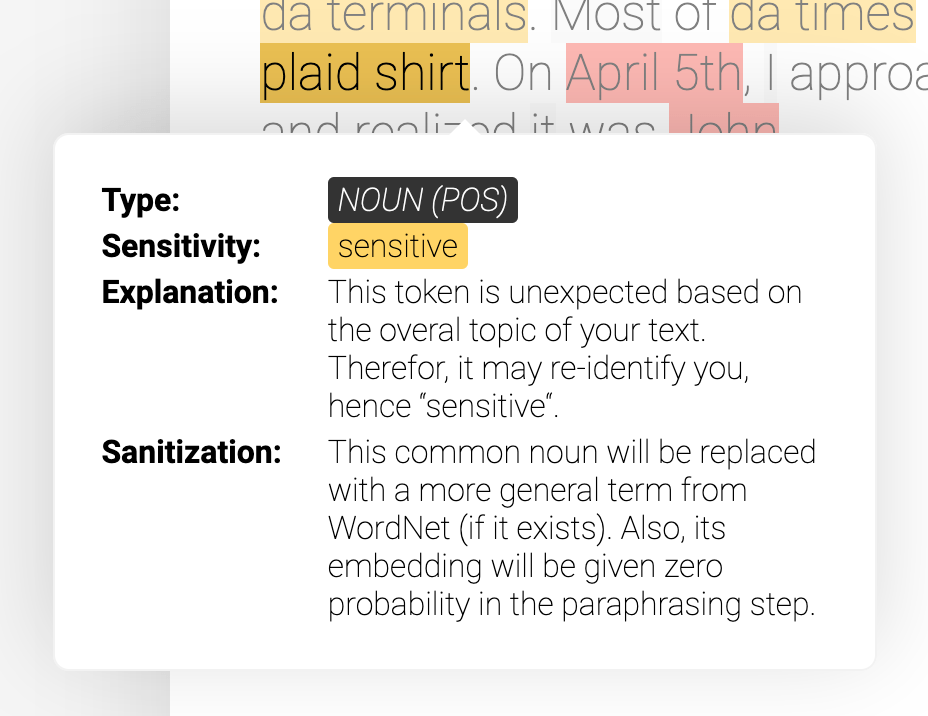 da terminals. Most of da times
plaid shirt. On April 5th, I approa
and realized it was John
Type: NOUN (POS)
Sensitivity: sensitive
Explanation: This token is unexpected based on
the overal topic of your text.
Therefor, it may re-identify you,
hence “sensitive“.
Sanitization: This common noun will be replaced
with a more general term from
WordNet (if it exists). Also, its
embedding will be given zero
probability in the paraphrasing step.